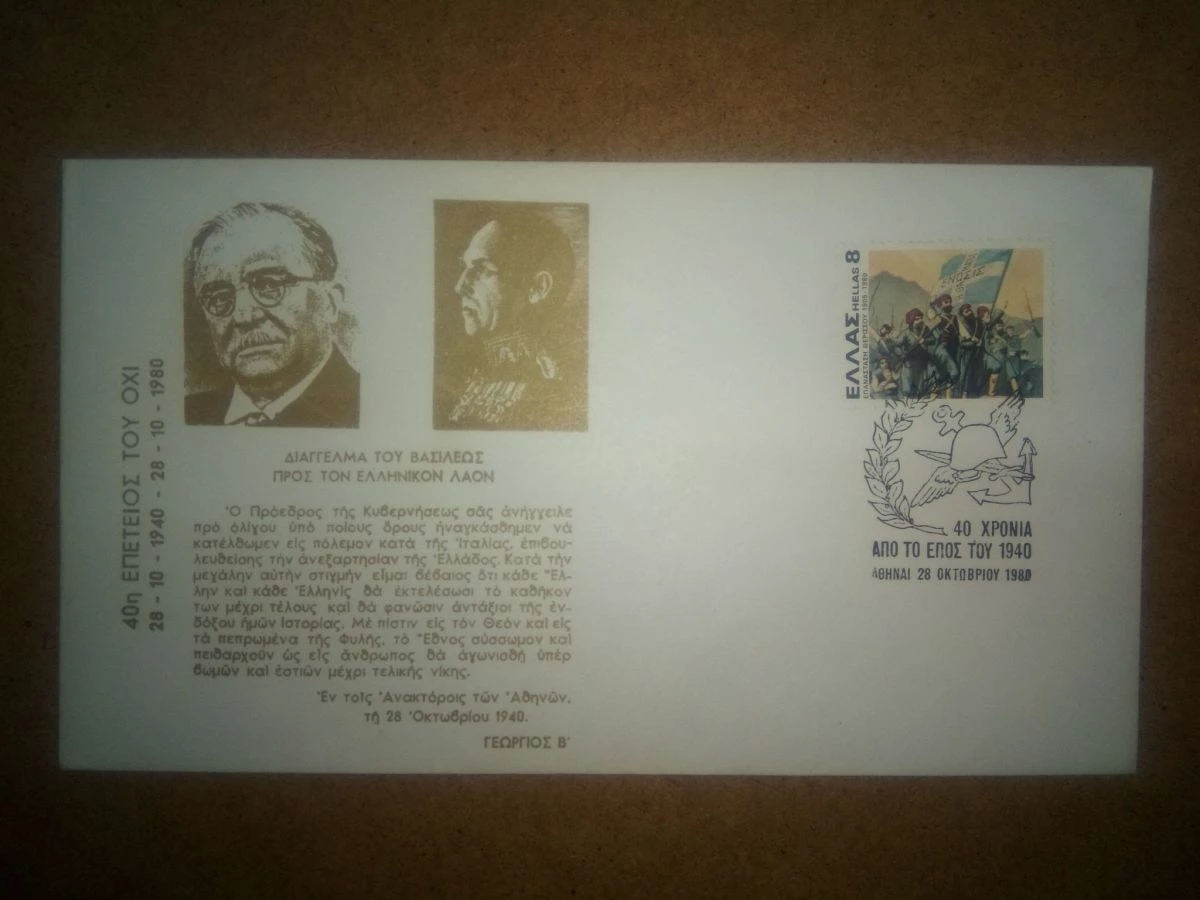 40η ΕΠΕΤΕΙΟΣ ΤΟΥ ΟΧΙ
28 - 10 - 1940 - 28 - 10 - 1980
ΔΙΑΓΓΕΛΜΑ ΤΟΥ ΒΑΣΙΛΕΩΣ
ΠΡΟΣ ΤΟΝ ΕΛΛΗΝΙΚΟΝ ΛΑΟΝ
Ὁ Πρόεδρος τῆς Κυβερνήσεως σᾶς ἀνήγγειλε
πρὸ ὀλίγου ὑπὸ ποίους ὅρους ἠναγκάσθημεν νὰ
κατέλθωμεν εἰς πόλεμον κατὰ τῆς Ἰταλίας, ἐπιβου-
λευθείσης τὴν ἀνεξαρτησίαν τῆς Ἑλλάδος. Κατὰ τὴν
μεγάλην αὐτὴν στιγμὴν εἶμαι βέβαιος ὅτι κάθε Ἕλ-
λην καὶ κάθε Ἑλληνὶς θὰ ἐκτελέσωσι τὸ καθῆκον
των μέχρι τέλους καὶ θὰ φανῶσιν ἀντάξιοι τῆς ἐν-
δόξου ἡμῶν Ἱστορίας. Μὲ πίστιν εἰς τὸν Θεὸν καὶ εἰς
τὰ πεπρωμένα τῆς Φυλῆς, τὸ Ἔθνος σύσσωμον καὶ
πειθαρχοῦν ὡς εἷς ἄνθρωπος θὰ ἀγωνισθῇ ὑπὲρ
βωμῶν καὶ ἑστιῶν μέχρι τελικῆς νίκης.
Ἐν τοῖς Ἀνακτόροις τῶν Ἀθηνῶν,
τῇ 28 Ὀκτωβρίου 1940.
ΓΕΩΡΓΙΟΣ Β'
ΕΛΛΑΣ HELLAS 8
ΕΠΑΝΑΣΤΑΣΗ ΘΕΡΙΣΣΟΥ 1905 - 1980
ΕΝΩΣΙΣ
40 ΧΡΟΝΙΑ
ΑΠΟ ΤΟ ΕΠΟΣ ΤΟΥ 1940
ΑΘΗΝΑΙ 28 ΟΚΤΩΒΡΙΟΥ 1980